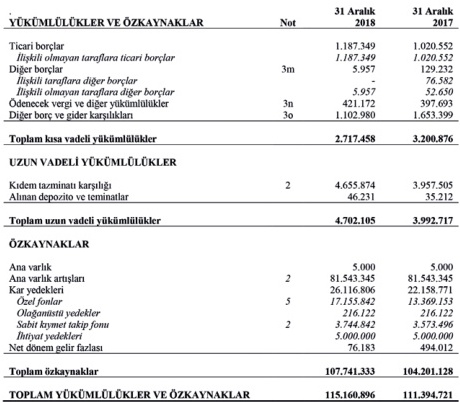 31 Aralık 31 Aralık
YÜKÜMLÜLÜKLER VE ÖZKAYNAKLAR Not 2018 2017
Ticari borçlar 1.187.349 1.020.552
İlişkili olmayan taraflara ticari borçlar 1.187.349 1.020.552
Diğer borçlar 3m 5.957 129.232
İlişkili taraflara diğer borçlar - 76.582
İlişkili olmayan taraflara diğer borçlar 5.957 52.650
Ödenecek vergi ve diğer yükümlülükler 3n 421.172 397.693
Diğer borç ve gider karşılıkları 3o 1.102.980 1.653.399
Toplam kısa vadeli yükümlülükler 2.717.458 3.200.876
UZUN VADELİ YÜKÜMLÜLÜKLER
Kıdem tazminatı karşılığı 2 4.655.874 3.957.505
Alınan depozito ve teminatlar 46.231 35.212
Toplam uzun vadeli yükümlülükler 4.702.105 3.992.717
ÖZKAYNAKLAR
Ana varlık 5.000 5.000
Ana varlık artışları 2 81.543.345 81.543.345
Kar yedekleri 26.116.806 22.158.771
Özel fonlar 5 17.155.842 13.369.153
Olağanüstü yedekler 216.122 216.122
Sabit kıymet takip fonu 2 3.744.842 3.573.496
İhtiyat yedekleri 5.000.000 5.000.000
Net dönem gelir fazlası 76.183 494.012
Toplam özkaynaklar 107.741.333 104.201.128
TOPLAM YÜKÜMLÜLÜKLER VE ÖZKAYNAKLAR 115.160.896 111.394.721